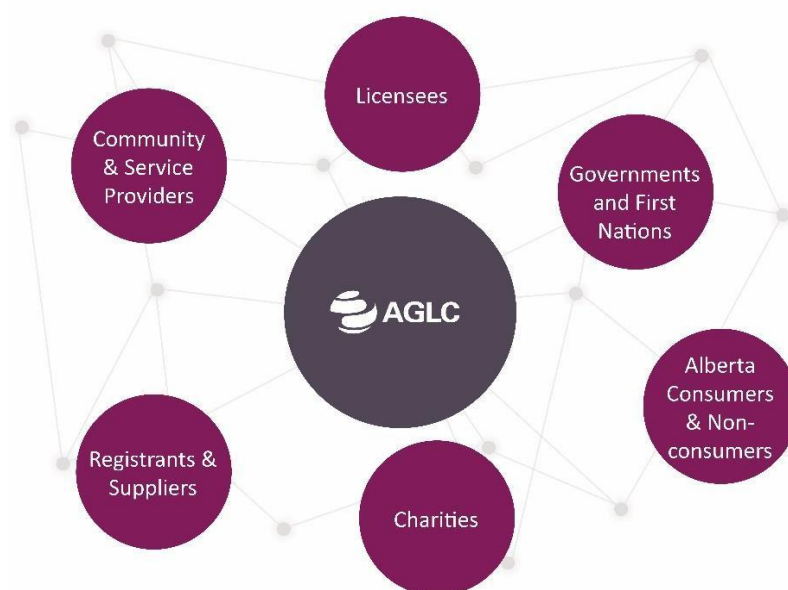 Licensees
Community
& Service
Providers
Governments
and First
Nations
AGLC
Alberta
Consumers
& Non-
consumers
Registrants &
Suppliers
Charities